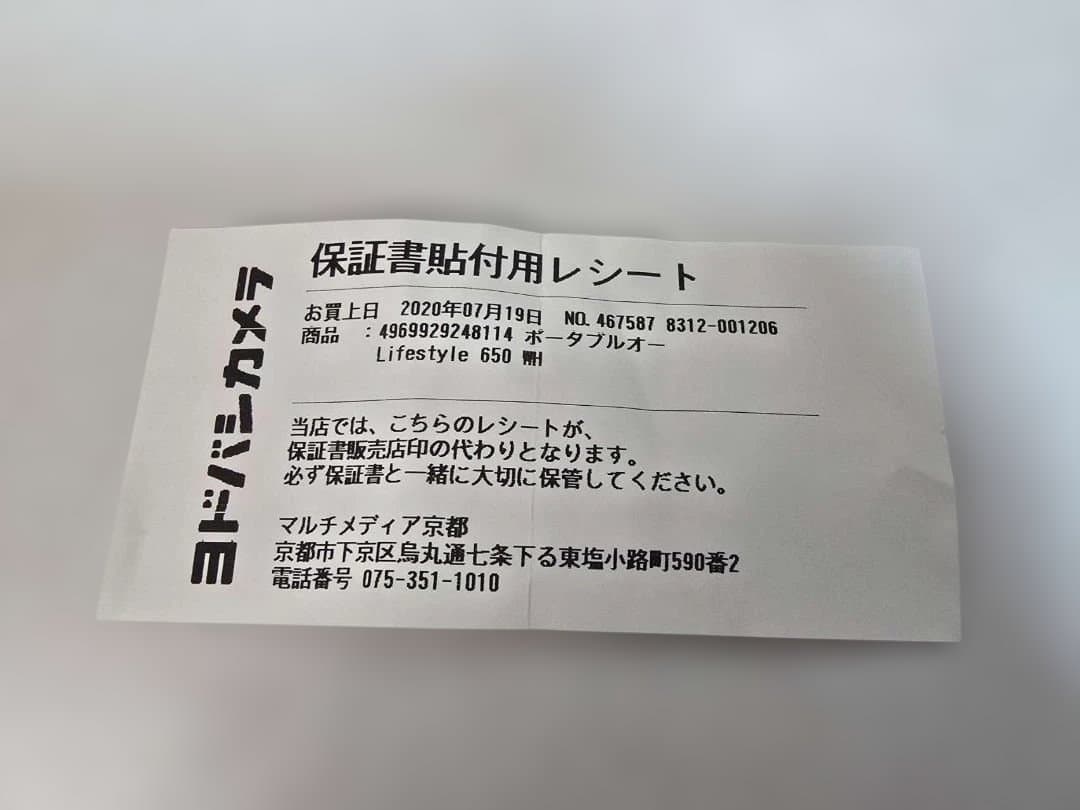 ヨドバシカメラ
保証書貼付用レシート
お買上日 2020年07月19日 NO. 467587 8312-001206
商品 :4969929248114 ポータブルオー
Lifestyle 650 WH
当店では、こちらのレシートが、
保証書販売店印の代わりとなります。
必ず保証書と一緒に大切に保管してください。
マルチメディア京都
京都市下京区烏丸通七条下る東塩小路町590番2
電話番号 075-351-1010